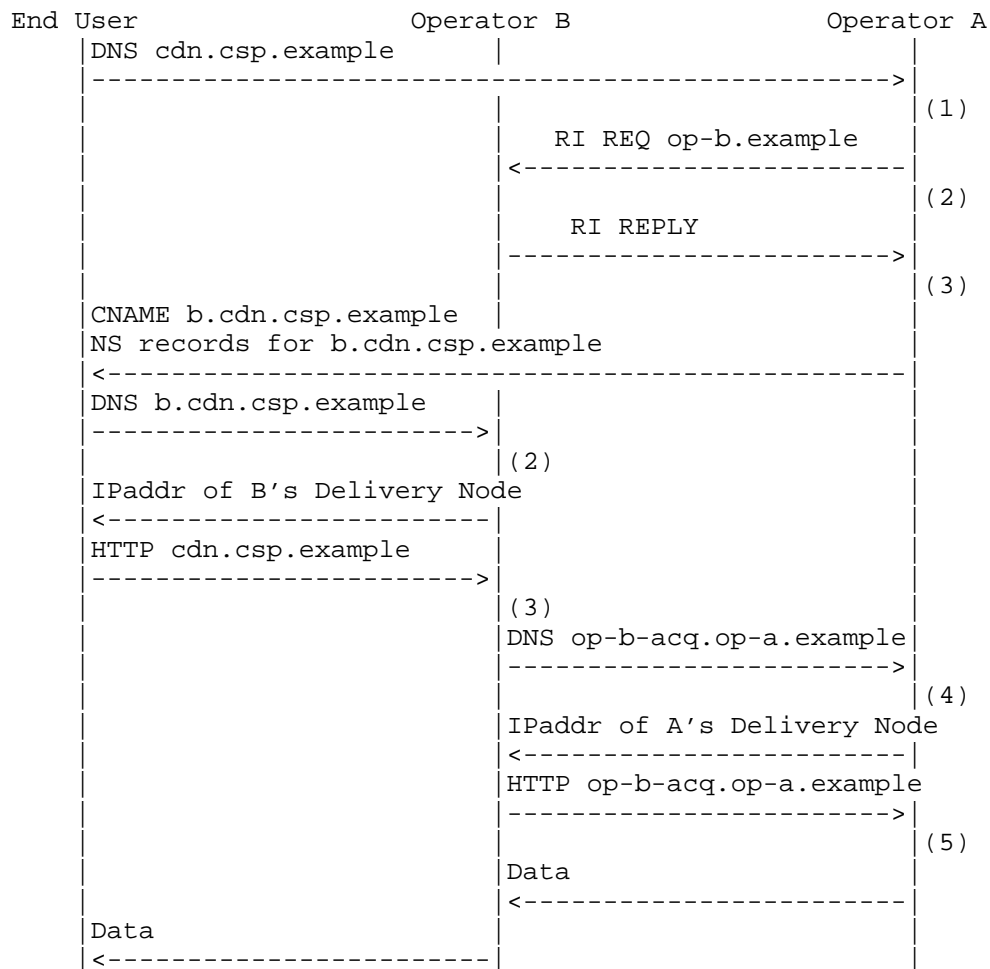 End User Operator B Operator A
DNS cdn.csp.example
(1)
RI REQ op-b.example
(2)
RI REPLY
(3)
CNAME b.cdn.csp.example
NS records for b.cdn.csp.example
DNS b.cdn.csp.example
(2)
IPaddr of B's Delivery Node
HTTP cdn.csp.example
(3)
DNS op-b-acq.op-a.example
(4)
IPaddr of A's Delivery Node
HTTP op-b-acq.op-a.example
(5)
Data
Data